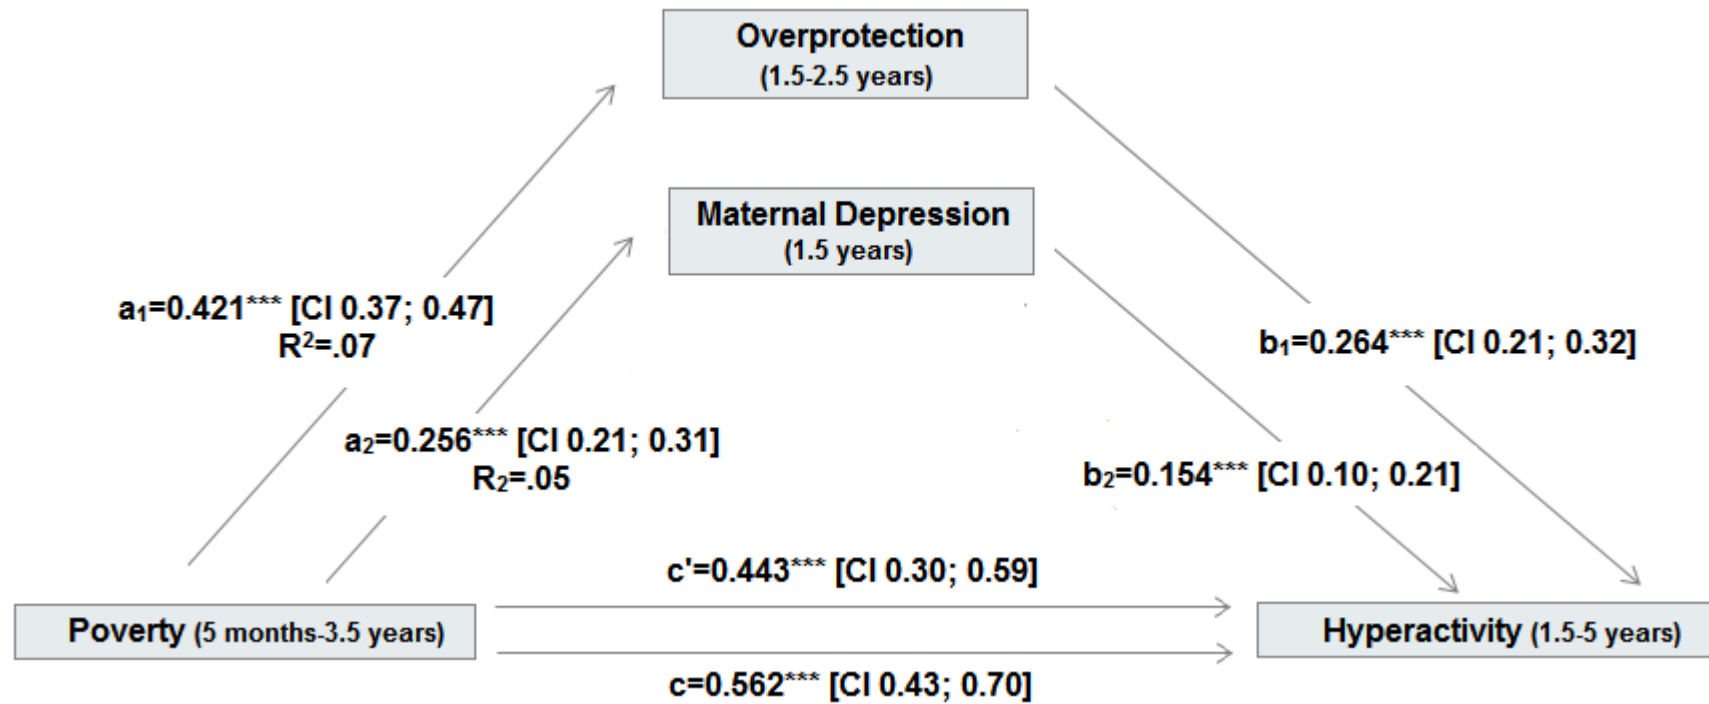 Overprotection
(1.5-2.5 years)
Maternal Depression
(1.5 years)
a₁=0.421*** [CI 0.37; 0.47]
R²=.07
b₁=0.264*** [CI 0.21; 0.32]
a₂=0.256*** [CI 0.21; 0.31]
R₂=.05
b₂=0.154*** [CI 0.10; 0.21]
c'=0.443*** [CI 0.30; 0.59]
Poverty (5 months-3.5 years)
Hyperactivity (1.5-5 years)
c=0.562*** [CI 0.43; 0.70]